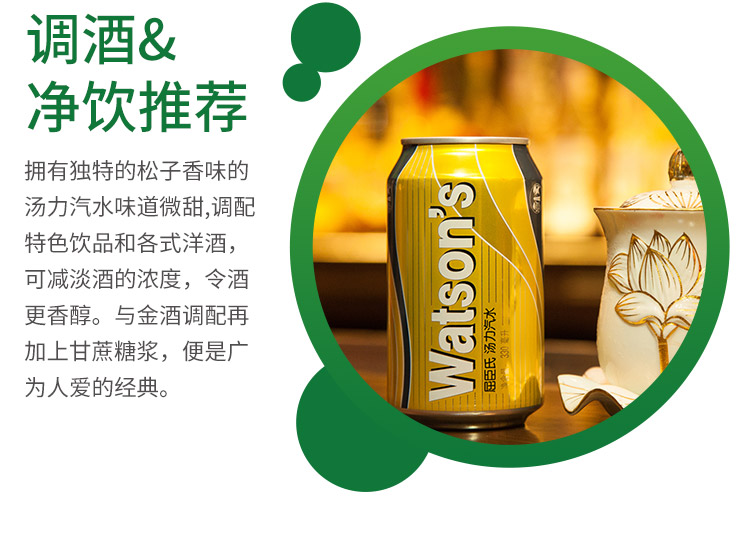 调酒&
净饮推荐
拥有独特的松子香味的
汤力汽水味道微甜,调配
特色饮品和各式洋酒，
可减淡酒的浓度，令酒
更香醇。与金酒调配再
加上甘蔗糖浆，便是广
为人爱的经典。
Watson's
屈臣氏 汤力汽水
330 毫升